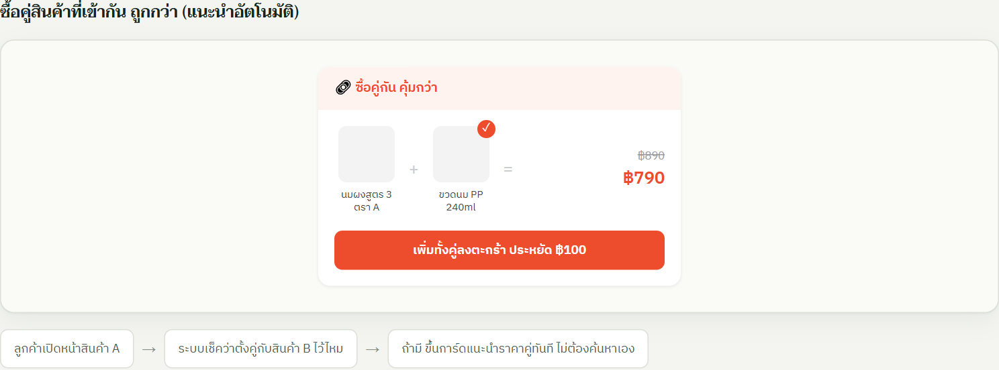 ซื้อคู่สินค้าที่เข้ากัน ถูกกว่า (แนะนำอัตโนมัติ)
ซื้อคู่กัน คุ้มกว่า
✓
+
=
นมผงสูตร 3
ตรา A
ขวดนม PP
240ml
฿890
฿790
เพิ่มทั้งคู่ลงตะกร้า ประหยัด ฿100
ลูกค้าเปิดหน้าสินค้า A → ระบบเช็คว่าตั้งคู่กับสินค้า B ไว้ไหม → ถ้ามี ขึ้นการ์ดแนะนำราคาคู่ทันที ไม่ต้องค้นหาเอง